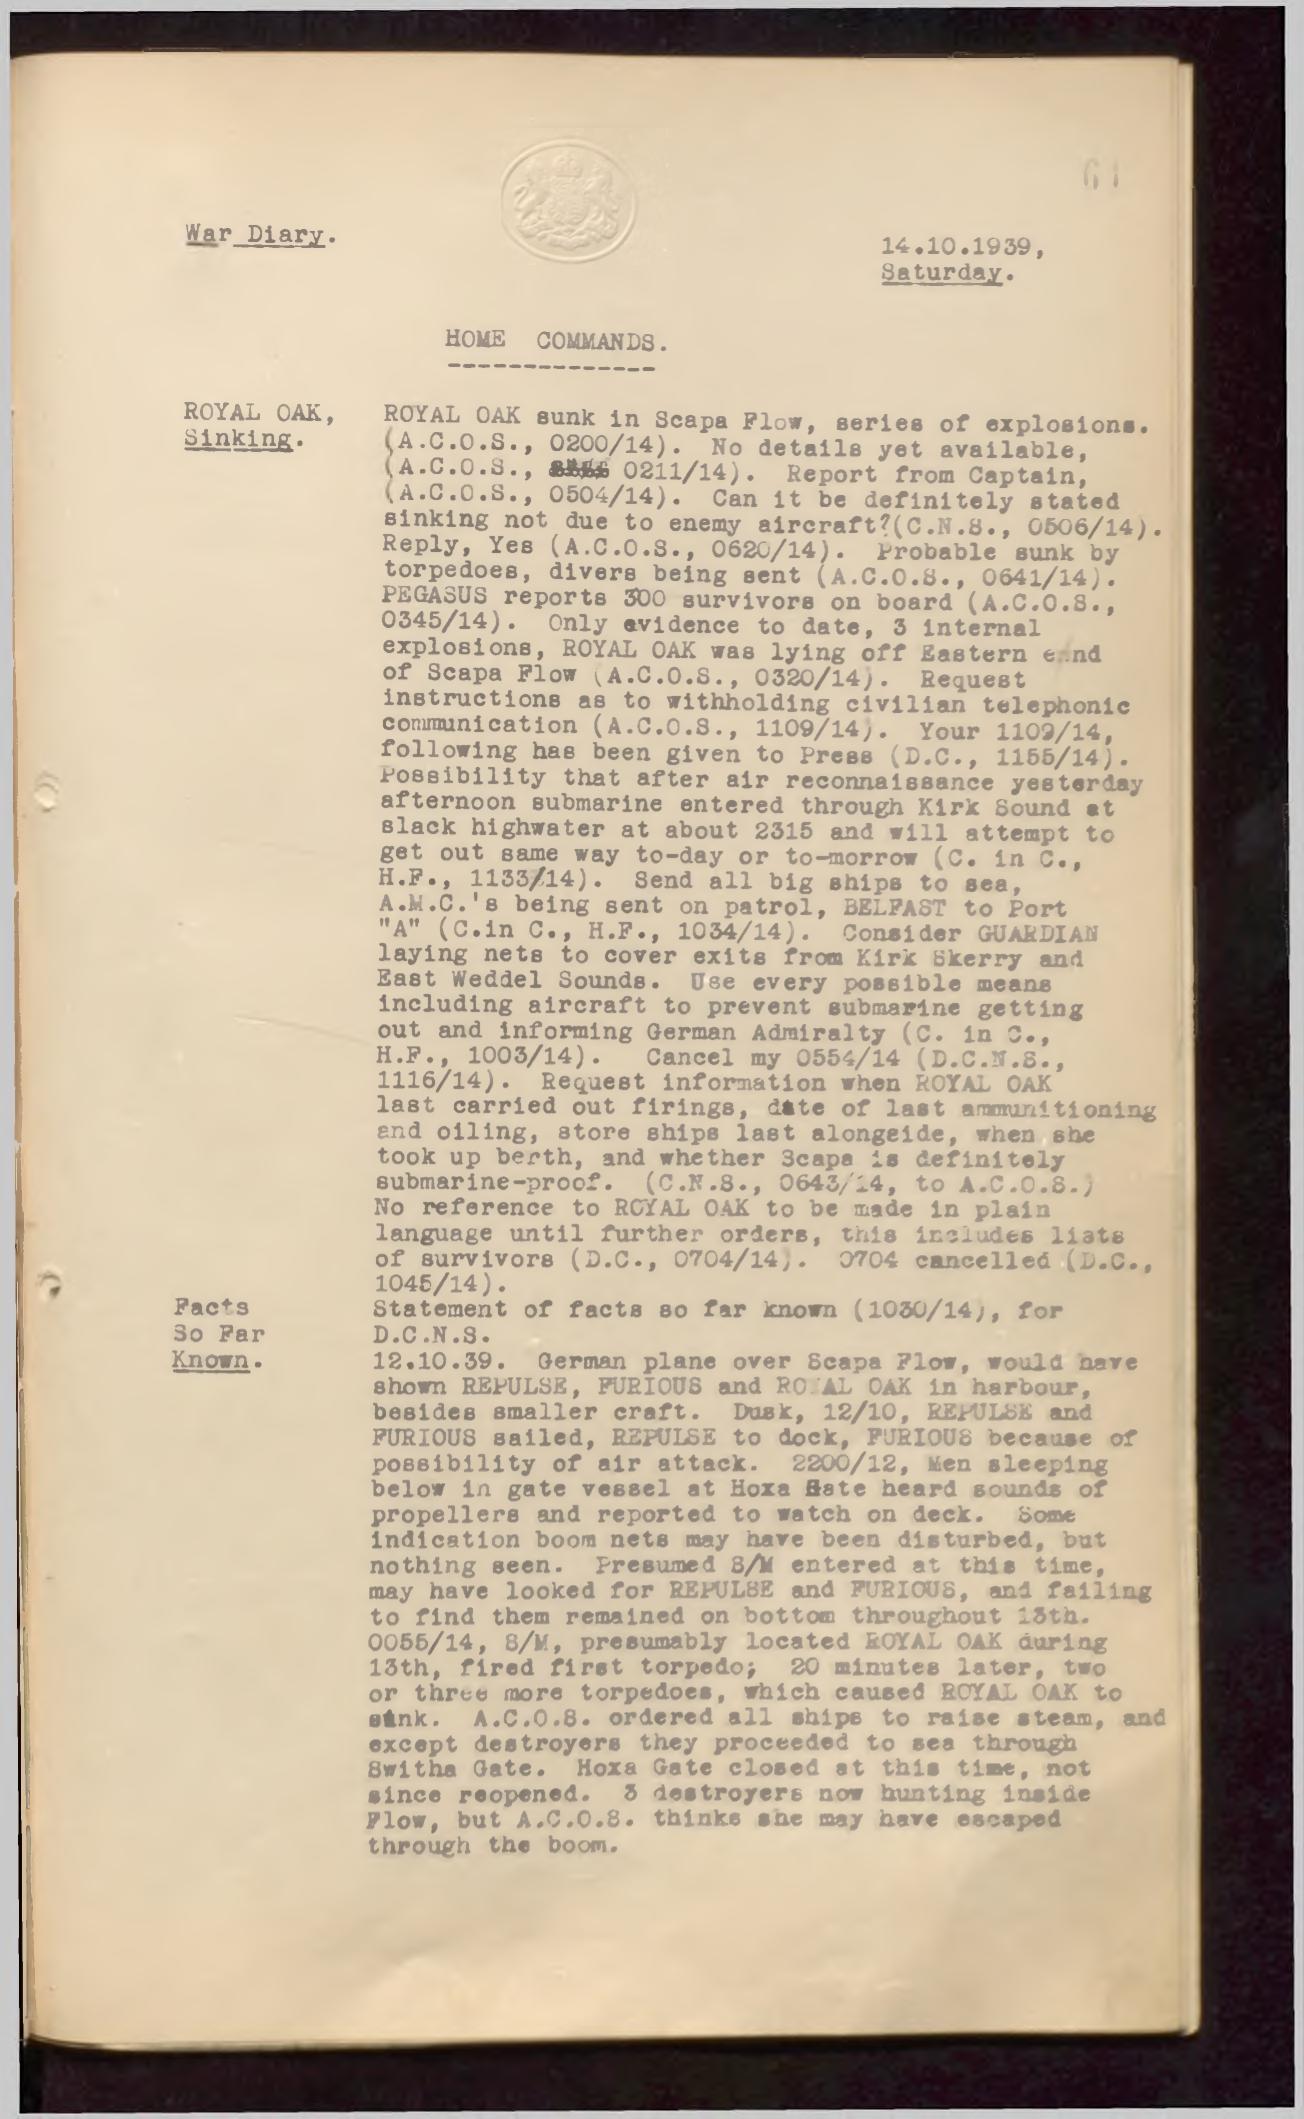 61
War Diary.
14.10.1939,
Saturday.
HOME COMMANDS.
---------------
ROYAL OAK,
Sinking.
ROYAL OAK sunk in Scapa Flow, series of explosions.
(A.C.O.S., 0200/14). No details yet available,
(A.C.O.S., 0211/14). Report from Captain,
(A.C.O.S., 0504/14). Can it be definitely stated
sinking not due to enemy aircraft?(C.N.S., 0506/14).
Reply, Yes (A.C.O.S., 0620/14). Probable sunk by
torpedoes, divers being sent (A.C.O.S., 0641/14).
PEGASUS reports 300 survivors on board (A.C.O.S.,
0345/14). Only evidence to date, 3 internal
explosions, ROYAL OAK was lying off Eastern end
of Scapa Flow (A.C.O.S., 0320/14). Request
instructions as to withholding civilian telephonic
communication (A.C.O.S., 1109/14). Your 1109/14,
following has been given to Press (D.C., 1155/14).
Possibility that after air reconnaissance yesterday
afternoon submarine entered through Kirk Sound at
slack highwater at about 2315 and will attempt to
get out same way to-day or to-morrow (C. in C.,
H.F., 1133/14). Send all big ships to sea,
A.M.C.'s being sent on patrol, BELFAST to Port
"A" (C.in C., H.F., 1034/14). Consider GUARDIAN
laying nets to cover exits from Kirk Skerry and
East Weddel Sounds. Use every possible means
including aircraft to prevent submarine getting
out and informing German Admiralty (C. in C.,
H.F., 1003/14). Cancel my 0554/14 (D.C.N.S.,
1116/14). Request information when ROYAL OAK
last carried out firings, date of last ammunitioning
and oiling, store ships last alongside, when she
took up berth, and whether Scapa is definitely
submarine-proof. (C.N.S., 0643/14, to A.C.O.S.)
No reference to ROYAL OAK to be made in plain
language until further orders, this includes lists
of survivors (D.C., 0704/14). 0704 cancelled (D.C.,
1045/14).
Facts
So Far
Known.
Statement of facts so far known (1030/14), for
D.C.N.S.
12.10.39. German plane over Scapa Flow, would have
shown REPULSE, FURIOUS and ROYAL OAK in harbour,
besides smaller craft. Dusk, 12/10, REPULSE and
FURIOUS sailed, REPULSE to dock, FURIOUS because of
possibility of air attack. 2200/12, Men sleeping
below in gate vessel at Hoxa Gate heard sounds of
propellers and reported to watch on deck. Some
indication boom nets may have been disturbed, but
nothing seen. Presumed S/M entered at this time,
may have looked for REPULSE and FURIOUS, and failing
to find them remained on bottom throughout 13th.
0055/14, S/M, presumably located ROYAL OAK during
13th, fired first torpedo; 20 minutes later, two
or three more torpedoes, which caused ROYAL OAK to
sink. A.C.O.S. ordered all ships to raise steam, and
except destroyers they proceeded to sea through
Switha Gate. Hoxa Gate closed at this time, not
since reopened. 3 destroyers now hunting inside
Flow, but A.C.O.S. thinks she may have escaped
through the boom.